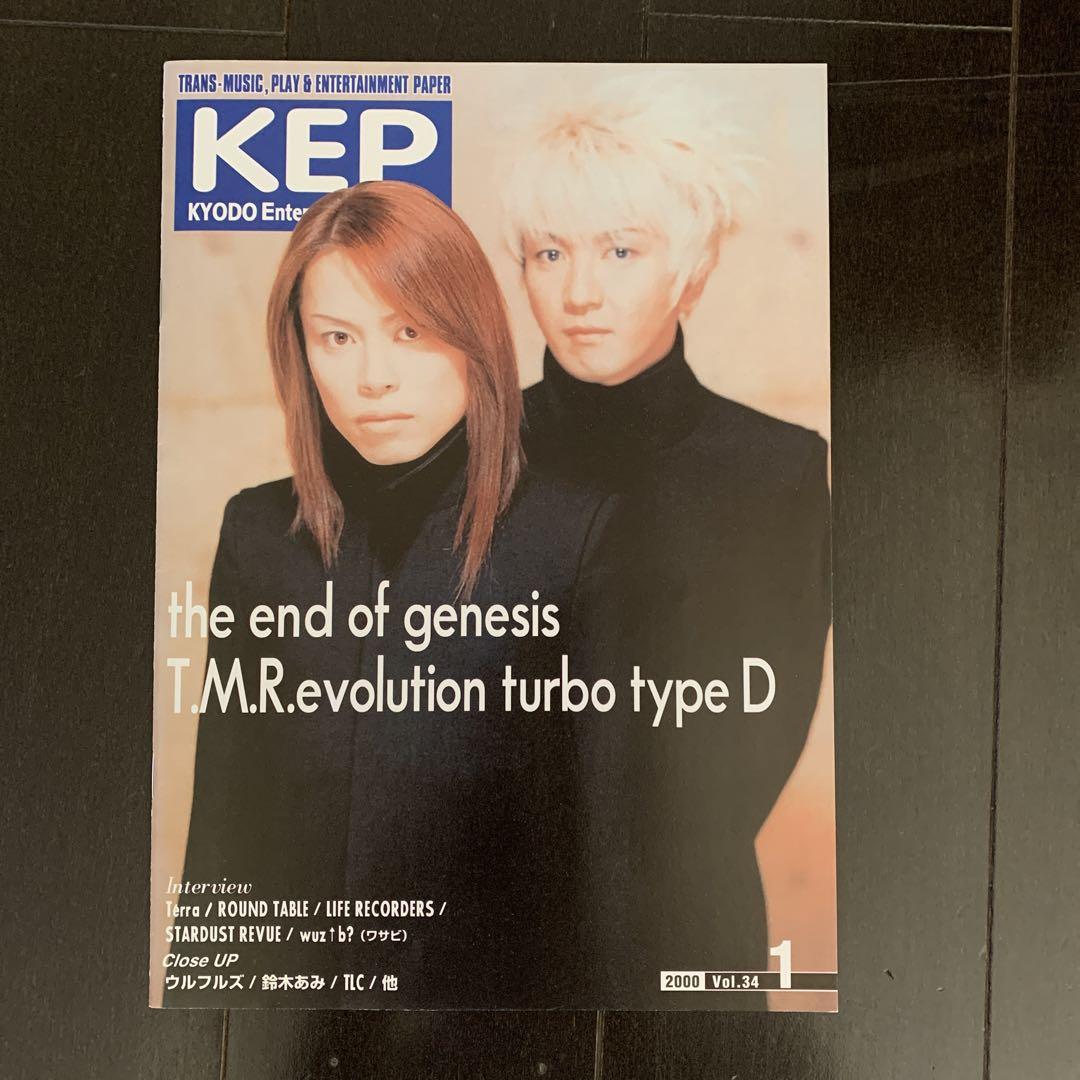 TRANS-MUSIC, PLAY & ENTERTAINMENT PAPER
KEP
KYODO Enter
the end of genesis
T.M.R.evolution turbo type D
Interview
Térra / ROUND TABLE / LIFE RECORDERS /
STARDUST REVUE / wuz↑b? (ワサビ)
Close UP
ウルフルズ / 鈴木あみ / TLC / 他
2000 Vol.34 1